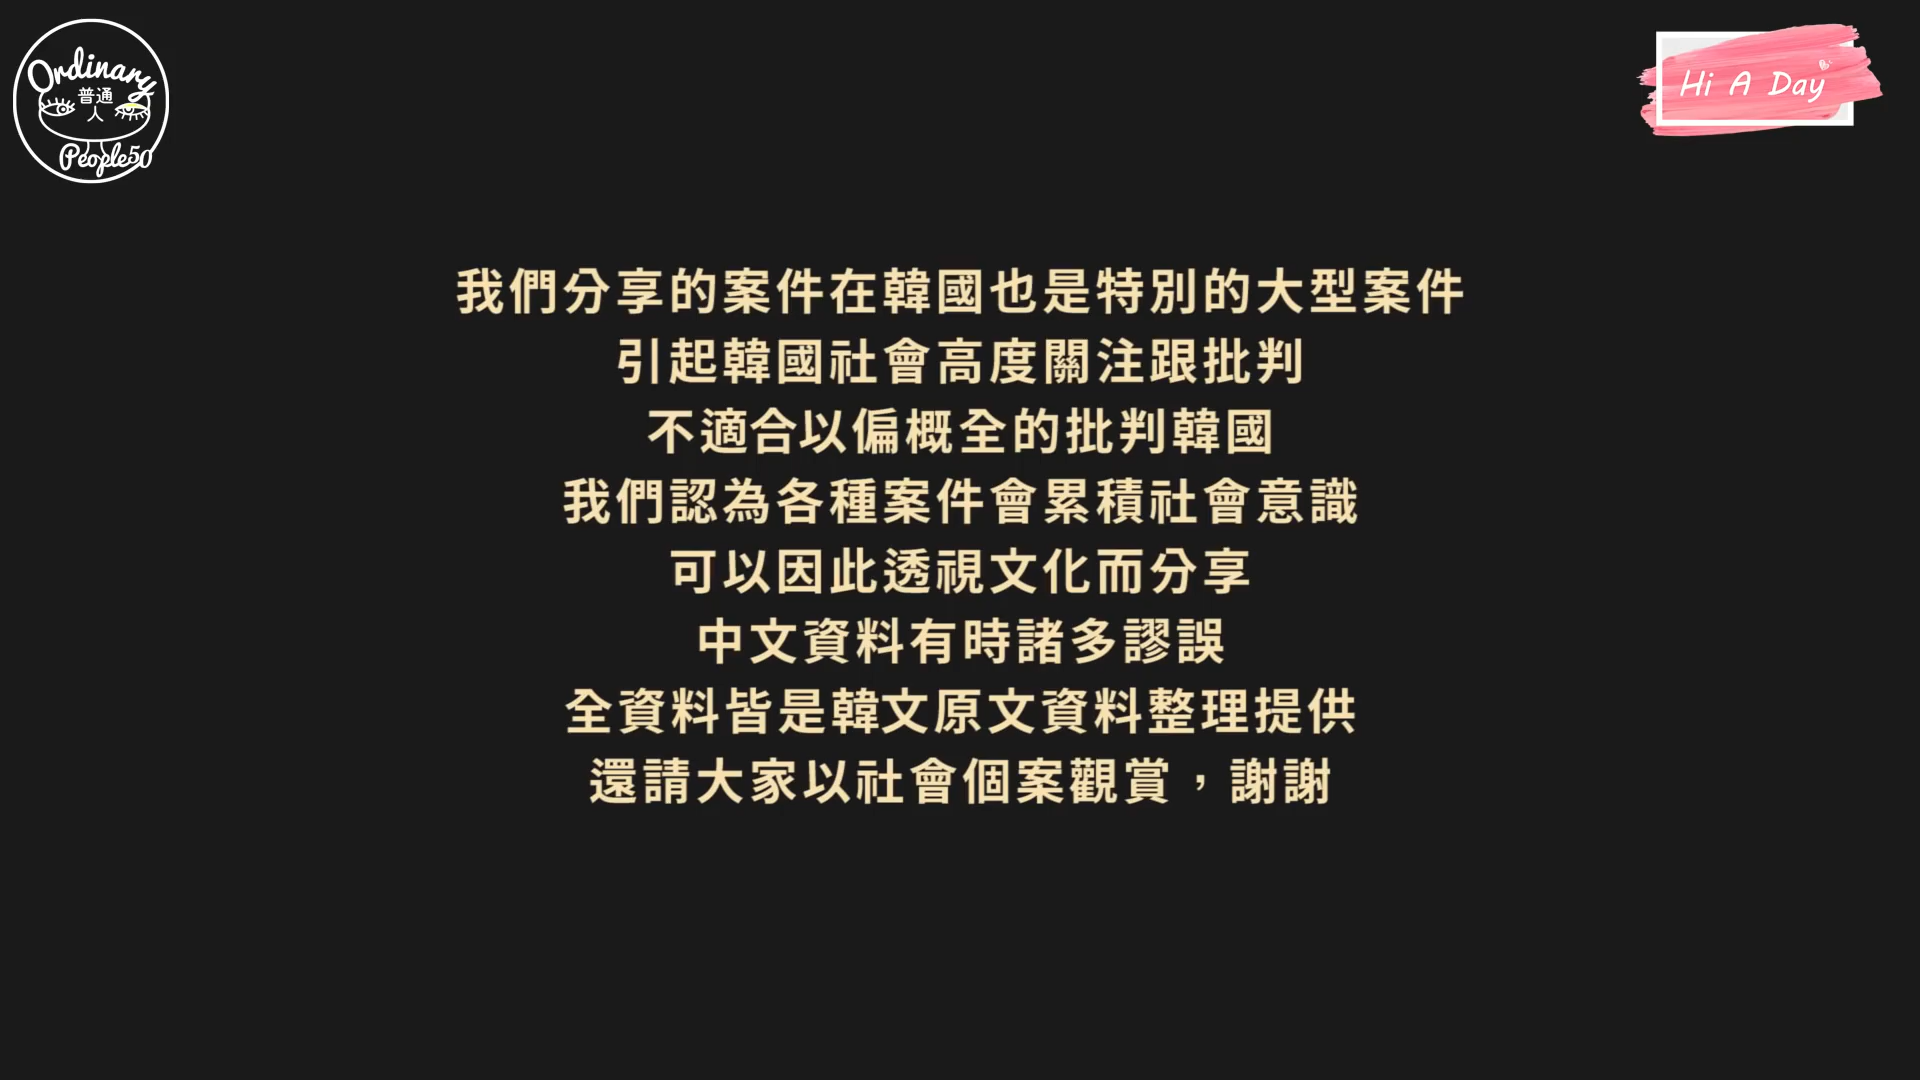 Ordinary
普通
人
People50
Hi A Day
我們分享的案件在韓國也是特別的大型案件
引起韓國社會高度關注跟批判
不適合以偏概全的批判韓國
我們認為各種案件會累積社會意識
可以因此透視文化而分享
中文資料有時諸多謬誤
全資料皆是韓文原文資料整理提供
還請大家以社會個案觀賞，謝謝